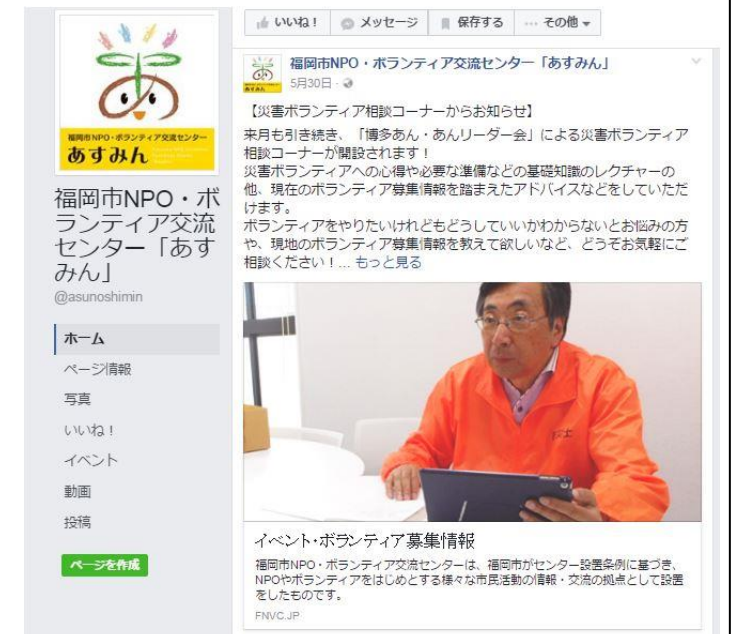 いいね！ メッセージ 保存する その他
福岡市NPO・ボランティア交流センター
あすみん
福岡市NPO・ボ
ランティア交流
センター「あす
みん」
@asunoshimin
ホーム
ページ情報
写真
いいね！
イベント
動画
投稿
ページを作成
福岡市NPO・ボランティア交流センター「あすみん」
5月30日
【災害ボランティア相談コーナーからお知らせ】
来月も引き続き、「博多あん・あんリーダー会」による災害ボランティア
相談コーナーが開設されます！
災害ボランティアへの心得や必要な準備などの基礎知識のレクチャーの
他、現在のボランティア募集情報を踏まえたアドバイスなどをしていただ
けます。
ボランティアをやりたいけれどもどうしていいかわからないとお悩みの方
や、現地のボランティア募集情報を教えて欲しいなど、どうぞお気軽にご
相談ください！... もっと見る
イベント・ボランティア募集情報
福岡市NPO・ボランティア交流センターは、福岡市がセンター設置条例に基づき、
NPOやボランティアをはじめとする様々な市民活動の情報・交流の拠点として設置
をしたものです。
FNVC.JP